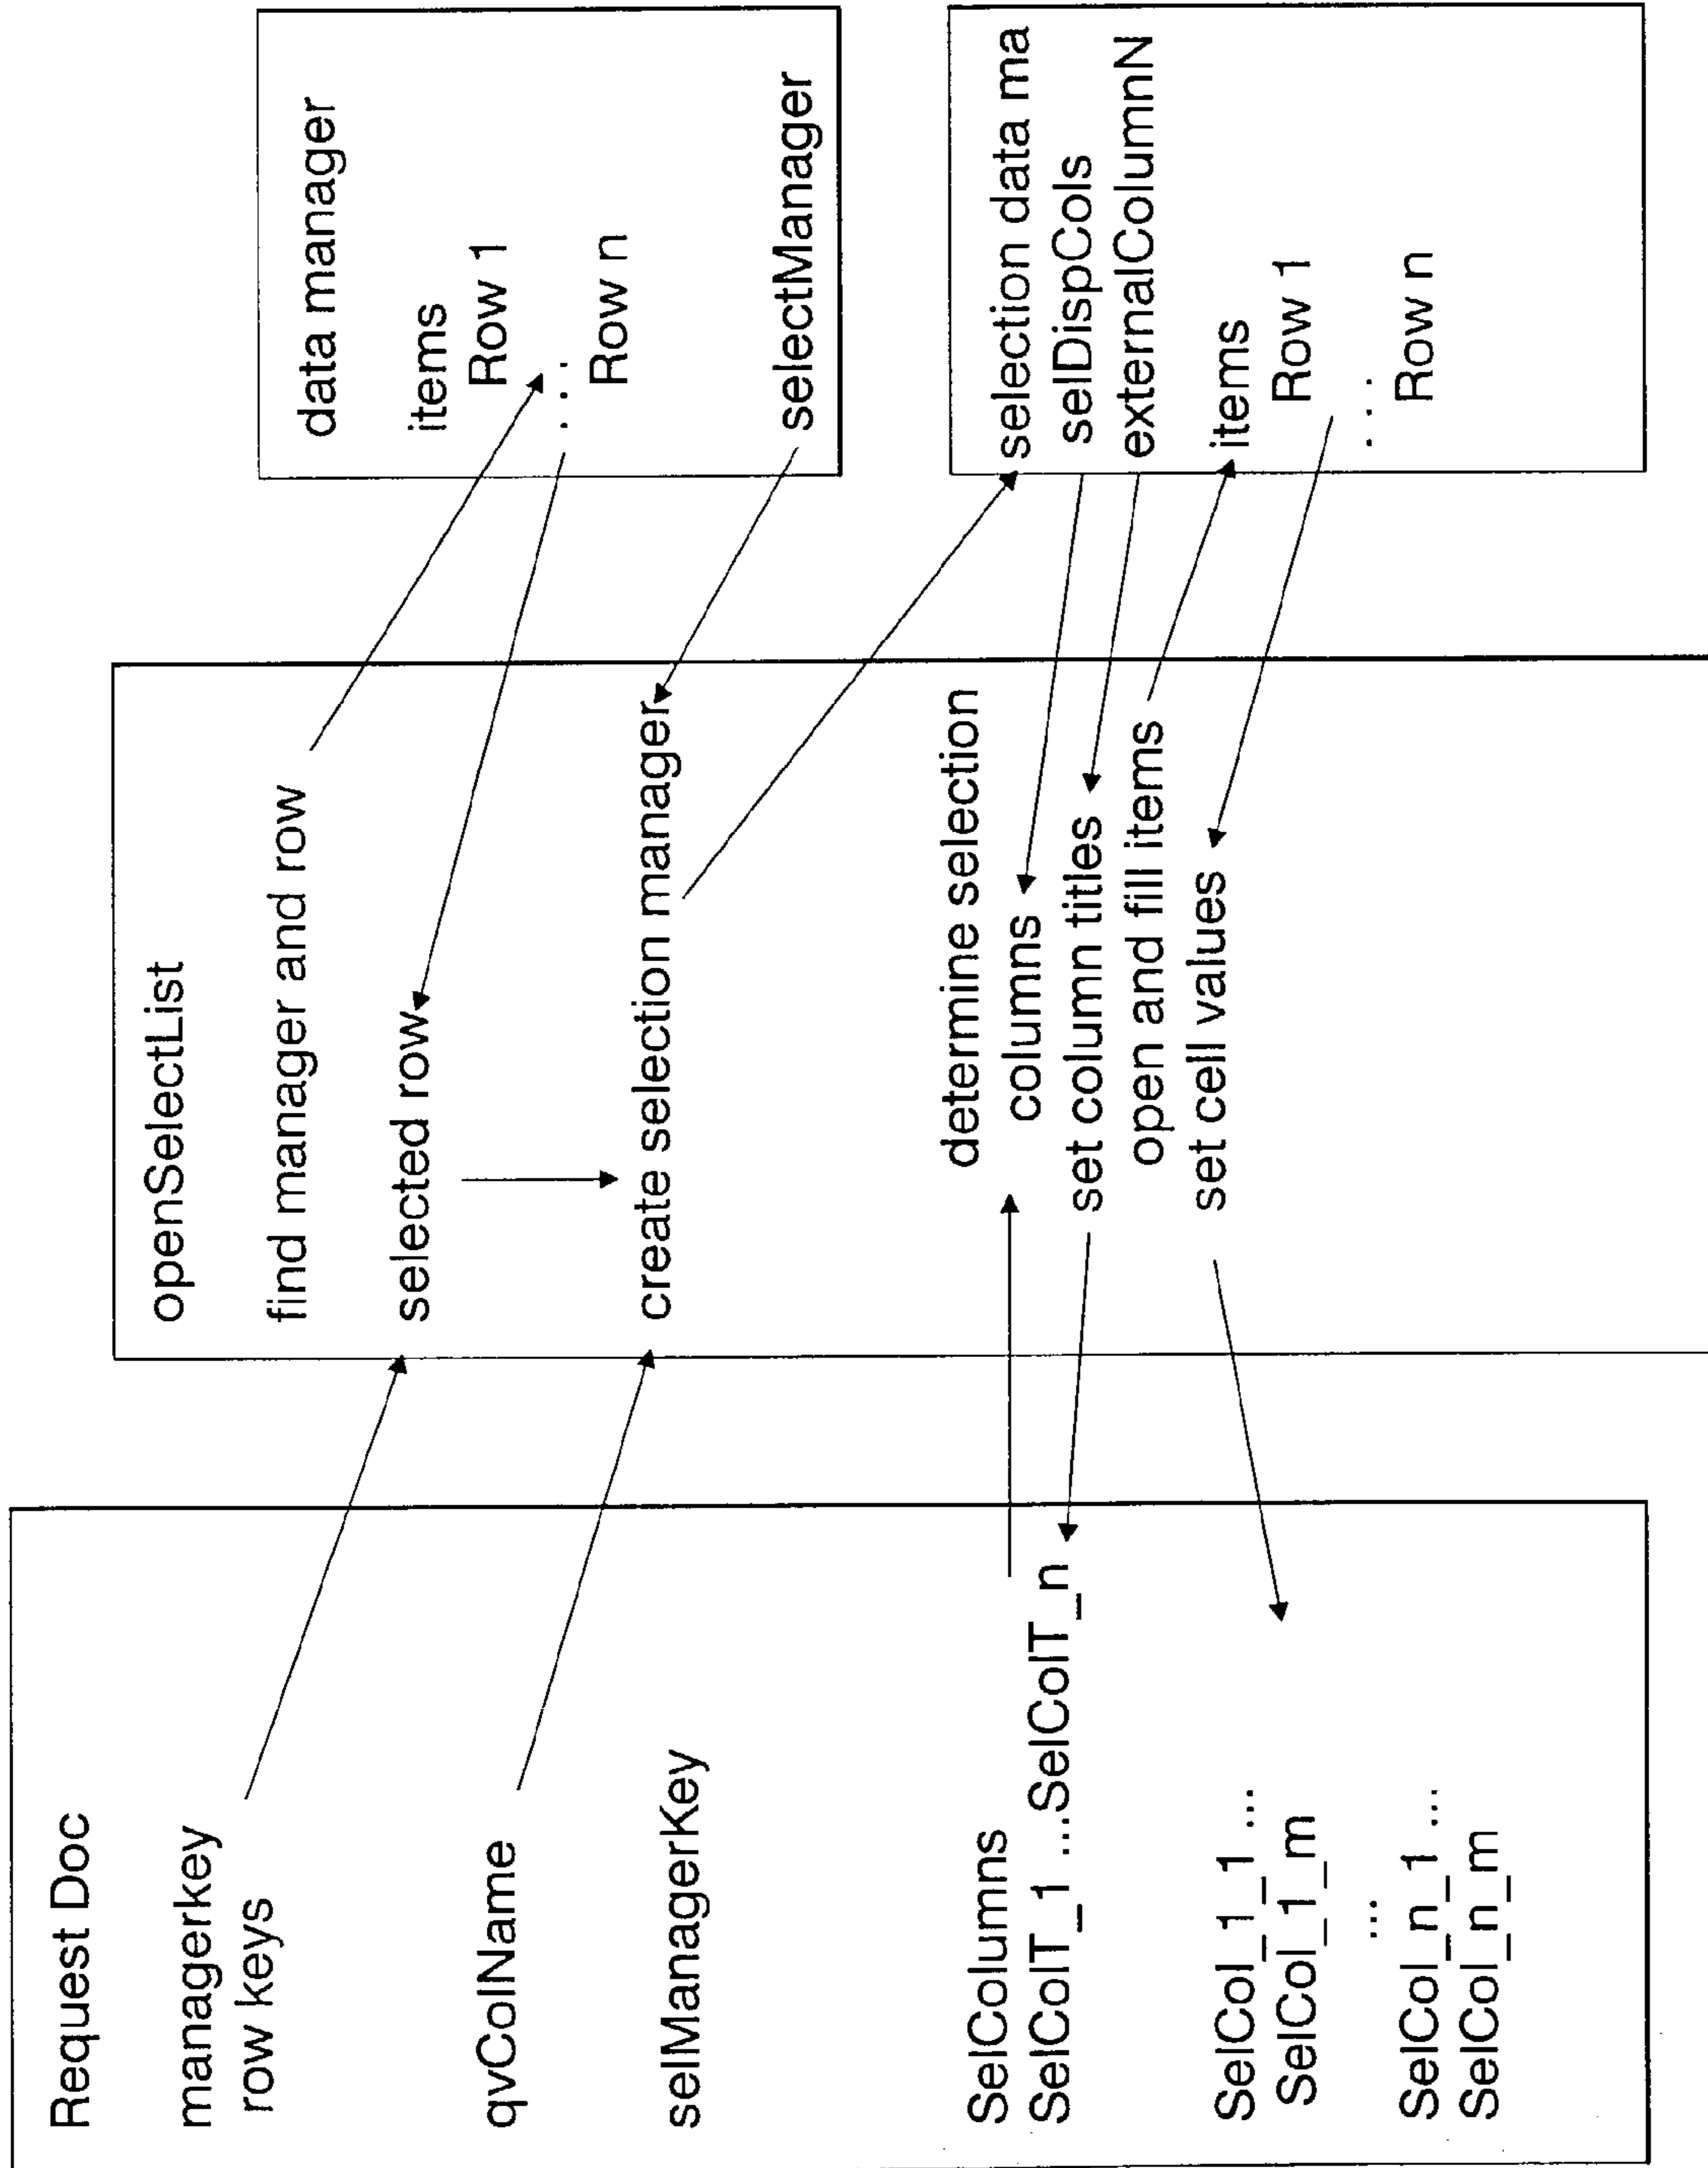 Request Doc
managerkey
row keys
qvColName
selManagerKey
SelColumns
SelColT_1 ...SelColT_n
SelCol_1_1 ...
SelCol_1_m
...
SelCol_n_1 ...
SelCol_n_m
openSelectList
find manager and row
selected row
create selection manager
determine selection
columns
set column titles
open and fill items
set cell values
data manager
items
Row 1
. . .
Row n
selectManager
selection data ma
selDispCols
externalColumnN
items
Row 1
. . .
Row n